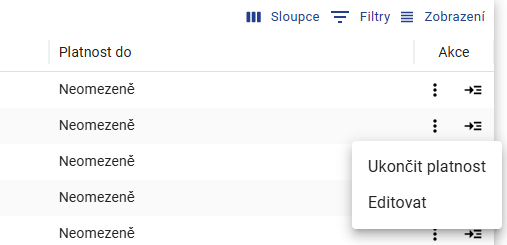 Sloupce Filtry Zobrazení
Platnost do Akce
Neomezeně
Neomezeně
Neomezeně
Ukončit platnost
Neomezeně
Editovat
Neomezeně